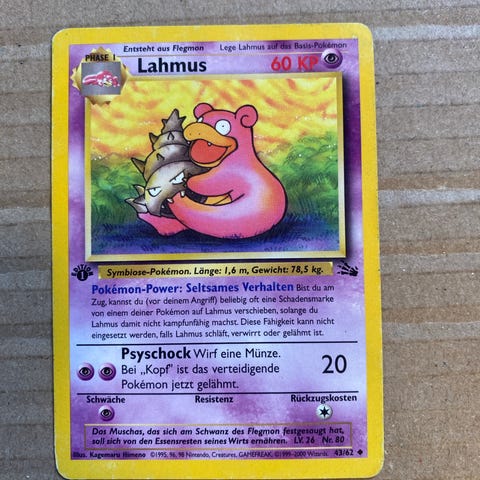 Entsteht aus Flegmon
Lege Lahmus auf das Basis-Pokémon
PHASE 1
Lahmus
60 KP
Symbiose-Pokémon. Länge: 1,6 m, Gewicht: 78,5 kg.
EDITION
1
Pokémon-Power: Seltsames Verhalten Bist du am
Zug, kannst du (vor deinem Angriff) beliebig oft eine Schadensmarke
von einem deiner Pokémon auf Lahmus verschieben, solange du
Lahmus damit nicht kampfunfähig machst. Diese Fähigkeit kann nicht
eingesetzt werden, falls Lahmus schläft, verwirrt oder gelähmt ist.
Psyschock Wirf eine Münze.
Bei „Kopf" ist das verteidigende
Pokémon jetzt gelähmt.
20
Schwäche
Resistenz
Rückzugskosten
Das Muschas, das sich am Schwanz des Flegmon festgesaugt hat,
soll sich von den Essensresten seines Wirts ernähren. LV. 26 Nr. 80
Illus. Kagemaru Himeno
©1995, 96, 98 Nintendo, Creatures, GAMEFREAK. ©1999-2000 Wizards.
43/62